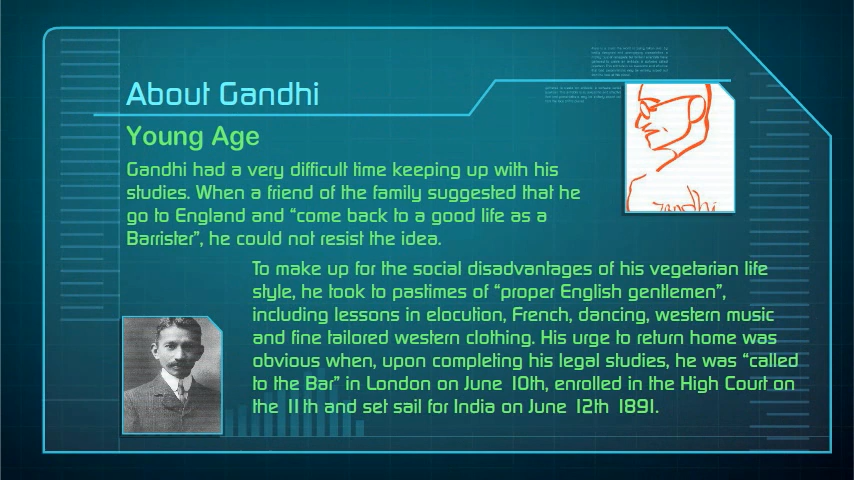 About Gandhi
Young Age
Gandhi had a very difficult time keeping up with his
studies. When a friend of the family suggested that he
go to England and “come back to a good life as a
Barrister”, he could not resist the idea.
To make up for the social disadvantages of his vegetarian life
style, he took to pastimes of “proper English gentlemen”,
including lessons in elocution, French, dancing, western music
and fine tailored western clothing. His urge to return home was
obvious when, upon completing his legal studies, he was “called
to the Bar” in London on June 10th, enrolled in the High Court on
the 11th and set sail for India on June 12th 1891.
gandhi